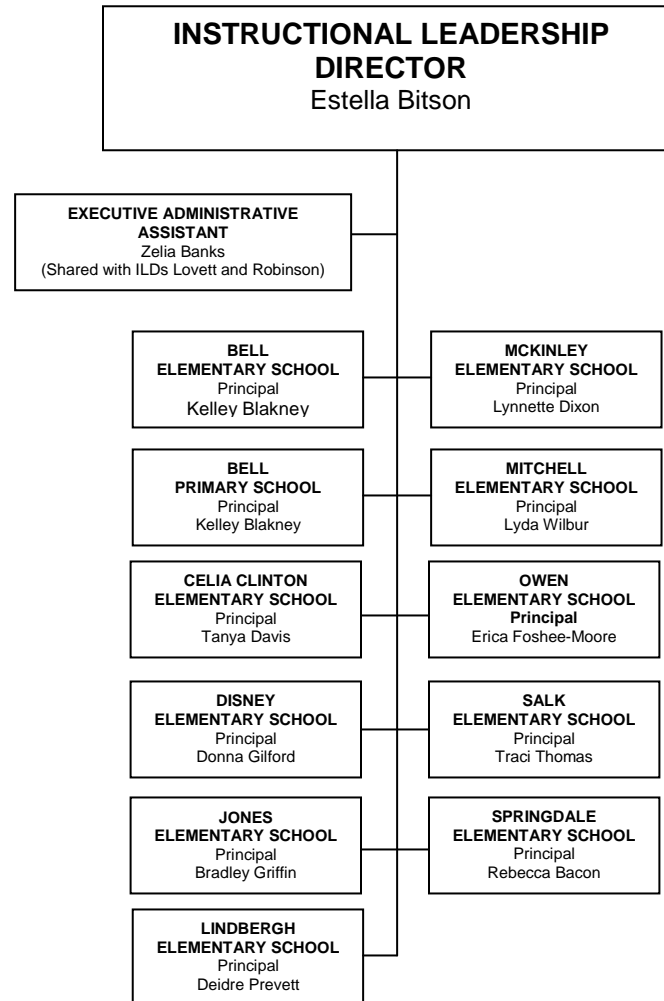 INSTRUCTIONAL LEADERSHIP
DIRECTOR
Estella Bitson
EXECUTIVE ADMINISTRATIVE
ASSISTANT
Zelia Banks
(Shared with ILDs Lovett and Robinson)
BELL
ELEMENTARY SCHOOL
Principal
Kelley Blakney
MCKINLEY
ELEMENTARY SCHOOL
Principal
Lynnette Dixon
BELL
PRIMARY SCHOOL
Principal
Kelley Blakney
MITCHELL
ELEMENTARY SCHOOL
Principal
Lyda Wilbur
CELIA CLINTON
ELEMENTARY SCHOOL
Principal
Tanya Davis
OWEN
ELEMENTARY SCHOOL
Principal
Erica Foshee-Moore
DISNEY
ELEMENTARY SCHOOL
Principal
Donna Gilford
SALK
ELEMENTARY SCHOOL
Principal
Traci Thomas
JONES
ELEMENTARY SCHOOL
Principal
Bradley Griffin
SPRINGDALE
ELEMENTARY SCHOOL
Principal
Rebecca Bacon
LINDBERGH
ELEMENTARY SCHOOL
Principal
Deidre Prevett